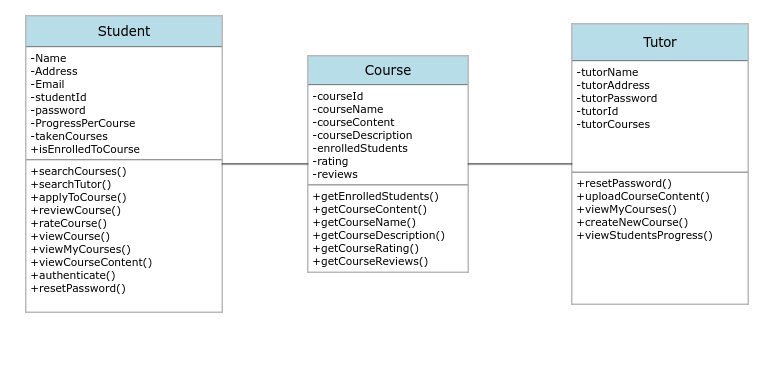 Student
-Name
-Address
-Email
-studentId
-password
-ProgressPerCourse
-takenCourses
+isEnrolledToCourse
+searchCourses()
+searchTutor()
+applyToCourse()
+reviewCourse()
+rateCourse()
+viewCourse()
+viewMyCourses()
+viewCourseContent()
+authenticate()
+resetPassword()
Course
-courseId
-courseName
-courseContent
-courseDescription
-enrolledStudents
-rating
-reviews
+getEnrolledStudents()
+getCourseContent()
+getCourseName()
+getCourseDescription()
+getCourseRating()
+getCourseReviews()
Tutor
-tutorName
-tutorAddress
-tutorPassword
-tutorId
-tutorCourses
+resetPassword()
+uploadCourseContent()
+viewMyCourses()
+createNewCourse()
+viewStudentsProgress()